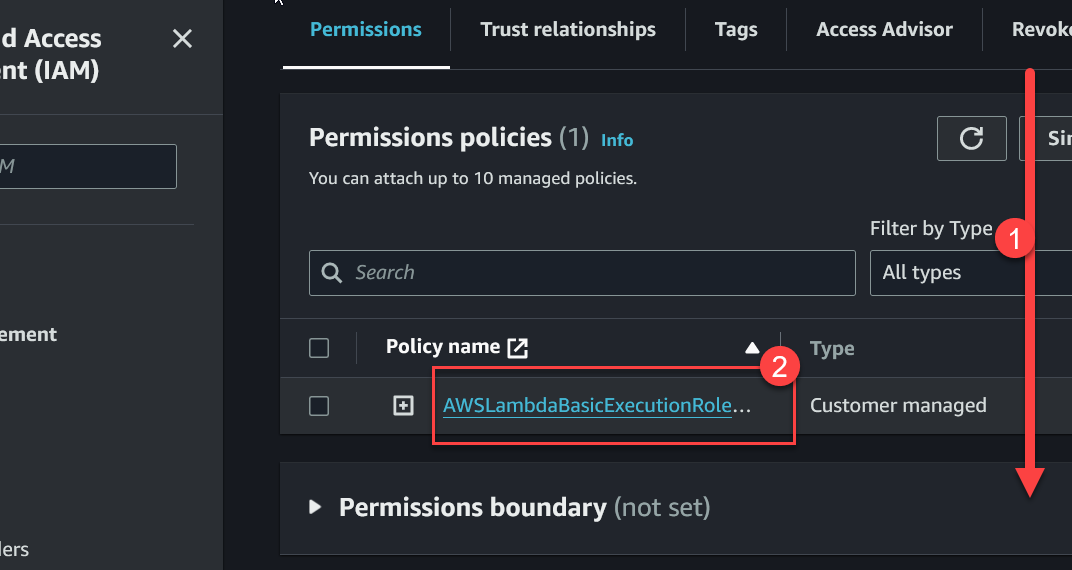 d Access
ent (IAM)
M
ement
ders
Permissions
Trust relationships
Tags
Access Advisor
Revoke
Permissions policies (1) Info
You can attach up to 10 managed policies.
Sir
Filter by Type
1
Search
All types
Policy name
2
Type
AWSLambdaBasicExecutionRole...
Customer managed
Permissions boundary (not set)